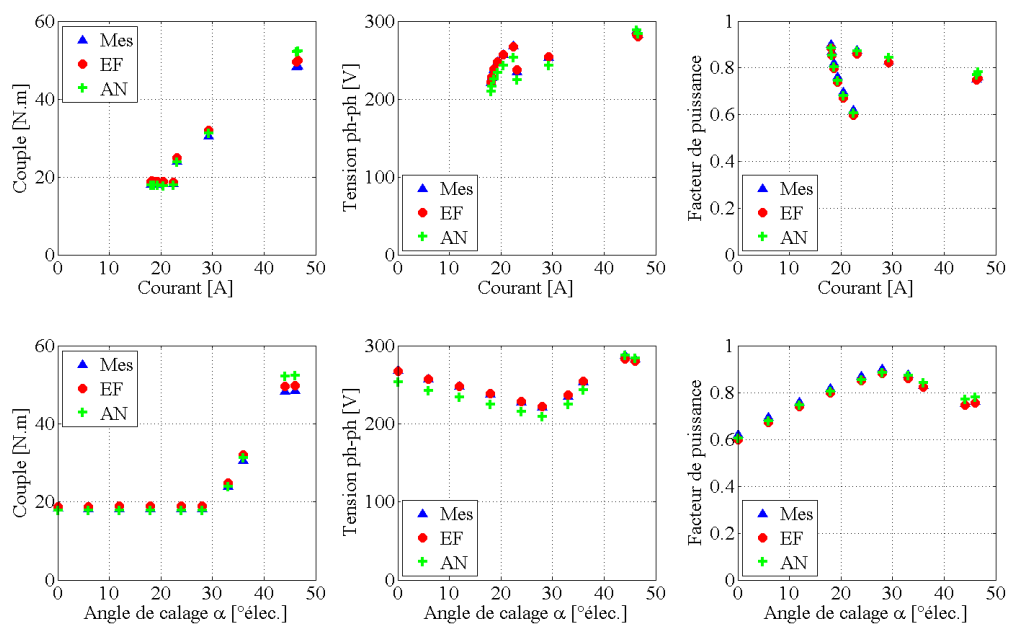 Couple [N.m]
60
40
20
0
Mes
EF
AN
0 10 20 30 40 50
Courant [A]
Tension ph-ph [V]
300
200
100
0
Mes
EF
AN
0 10 20 30 40 50
Courant [A]
Facteur de puissance
1
0.8
0.6
0.4
0.2
0
Mes
EF
AN
0 10 20 30 40 50
Courant [A]
Couple [N.m]
60
40
20
0
Mes
EF
AN
0 10 20 30 40 50
Angle de calage α [°élec.]
Tension ph-ph [V]
300
200
100
0
Mes
EF
AN
0 10 20 30 40 50
Angle de calage α [°élec.]
Facteur de puissance
1
0.8
0.6
0.4
0.2
0
Mes
EF
AN
0 10 20 30 40 50
Angle de calage α [°élec.]